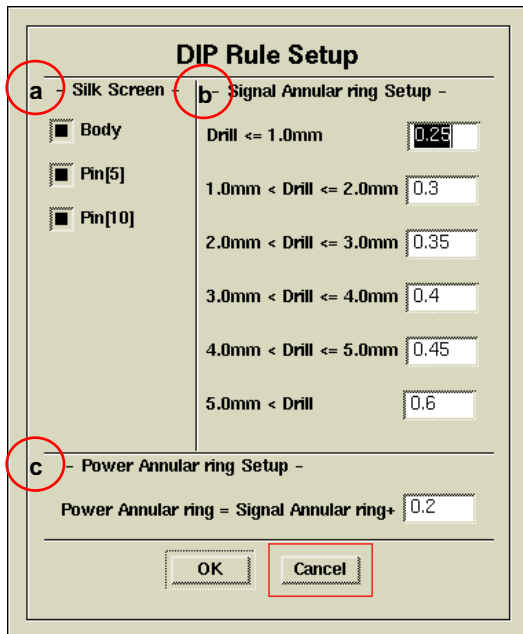 DIP Rule Setup
a - Silk Screen -
Body
Pin[5]
Pin[10]
b - Signal Annular ring Setup -
Drill <= 1.0mm 0.25
1.0mm < Drill <= 2.0mm 0.3
2.0mm < Drill <= 3.0mm 0.35
3.0mm < Drill <= 4.0mm 0.4
4.0mm < Drill <= 5.0mm 0.45
5.0mm < Drill 0.6
c - Power Annular ring Setup -
Power Annular ring = Signal Annular ring+ 0.2
OK Cancel